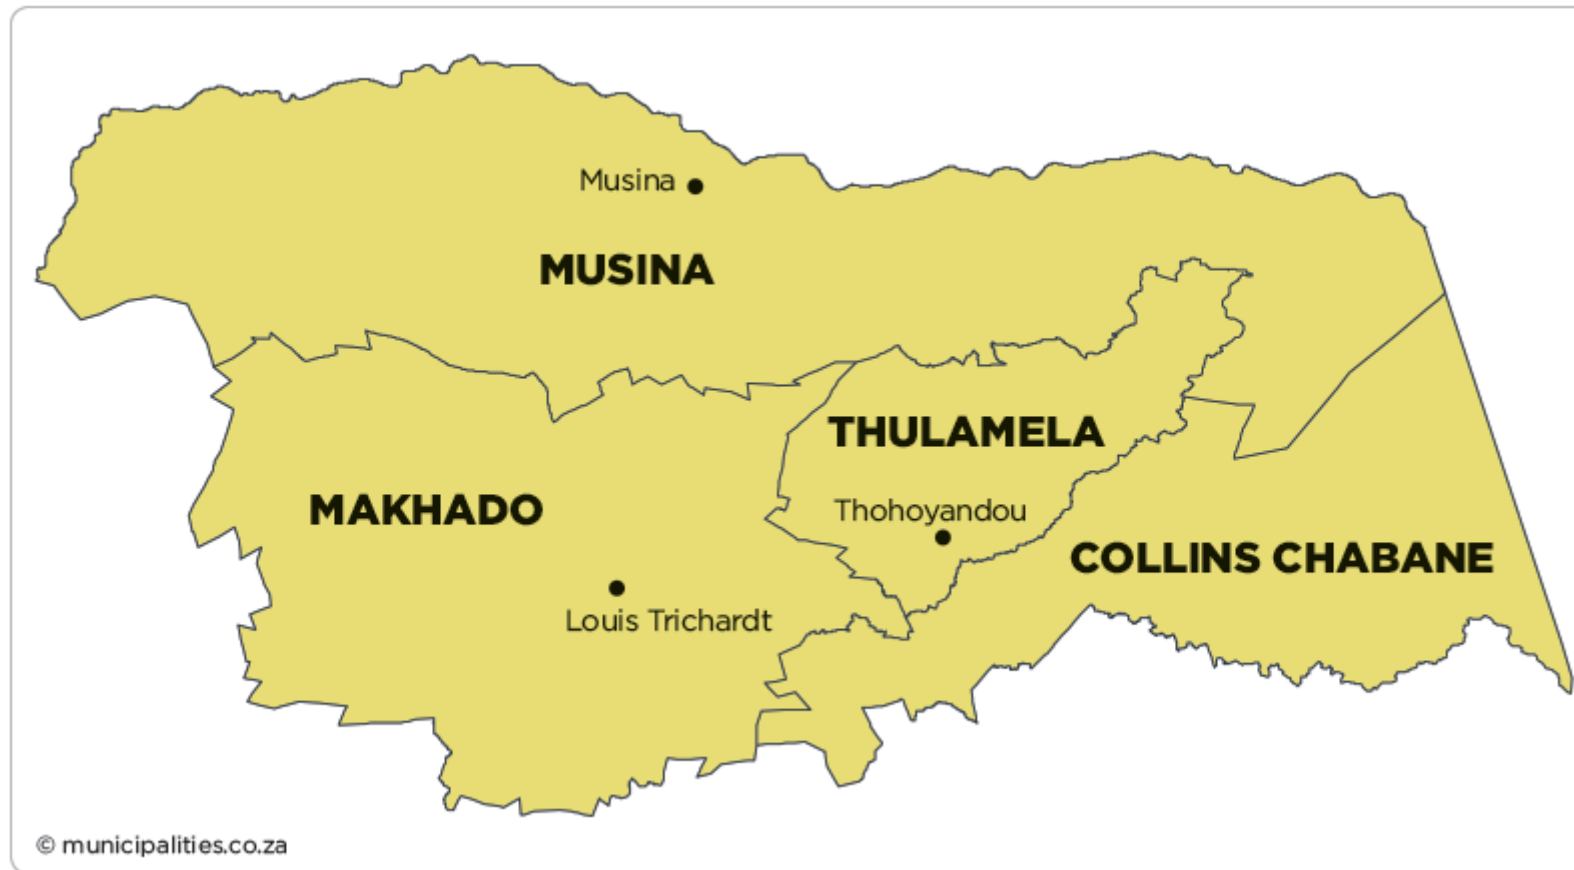 Musina
MUSINA
THULAMELA
MAKHADO
Thohoyandou
COLLINS CHABANE
Louis Trichardt
© municipalities.co.za